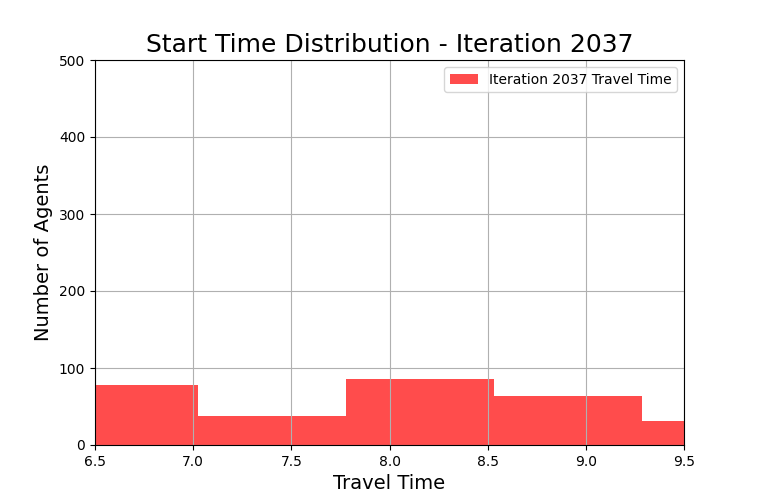 Start Time Distribution - Iteration 2037
Iteration 2037 Travel Time
Number of Agents
500
400
300
200
100
0
6.5 7.0 7.5 8.0 8.5 9.0 9.5
Travel Time